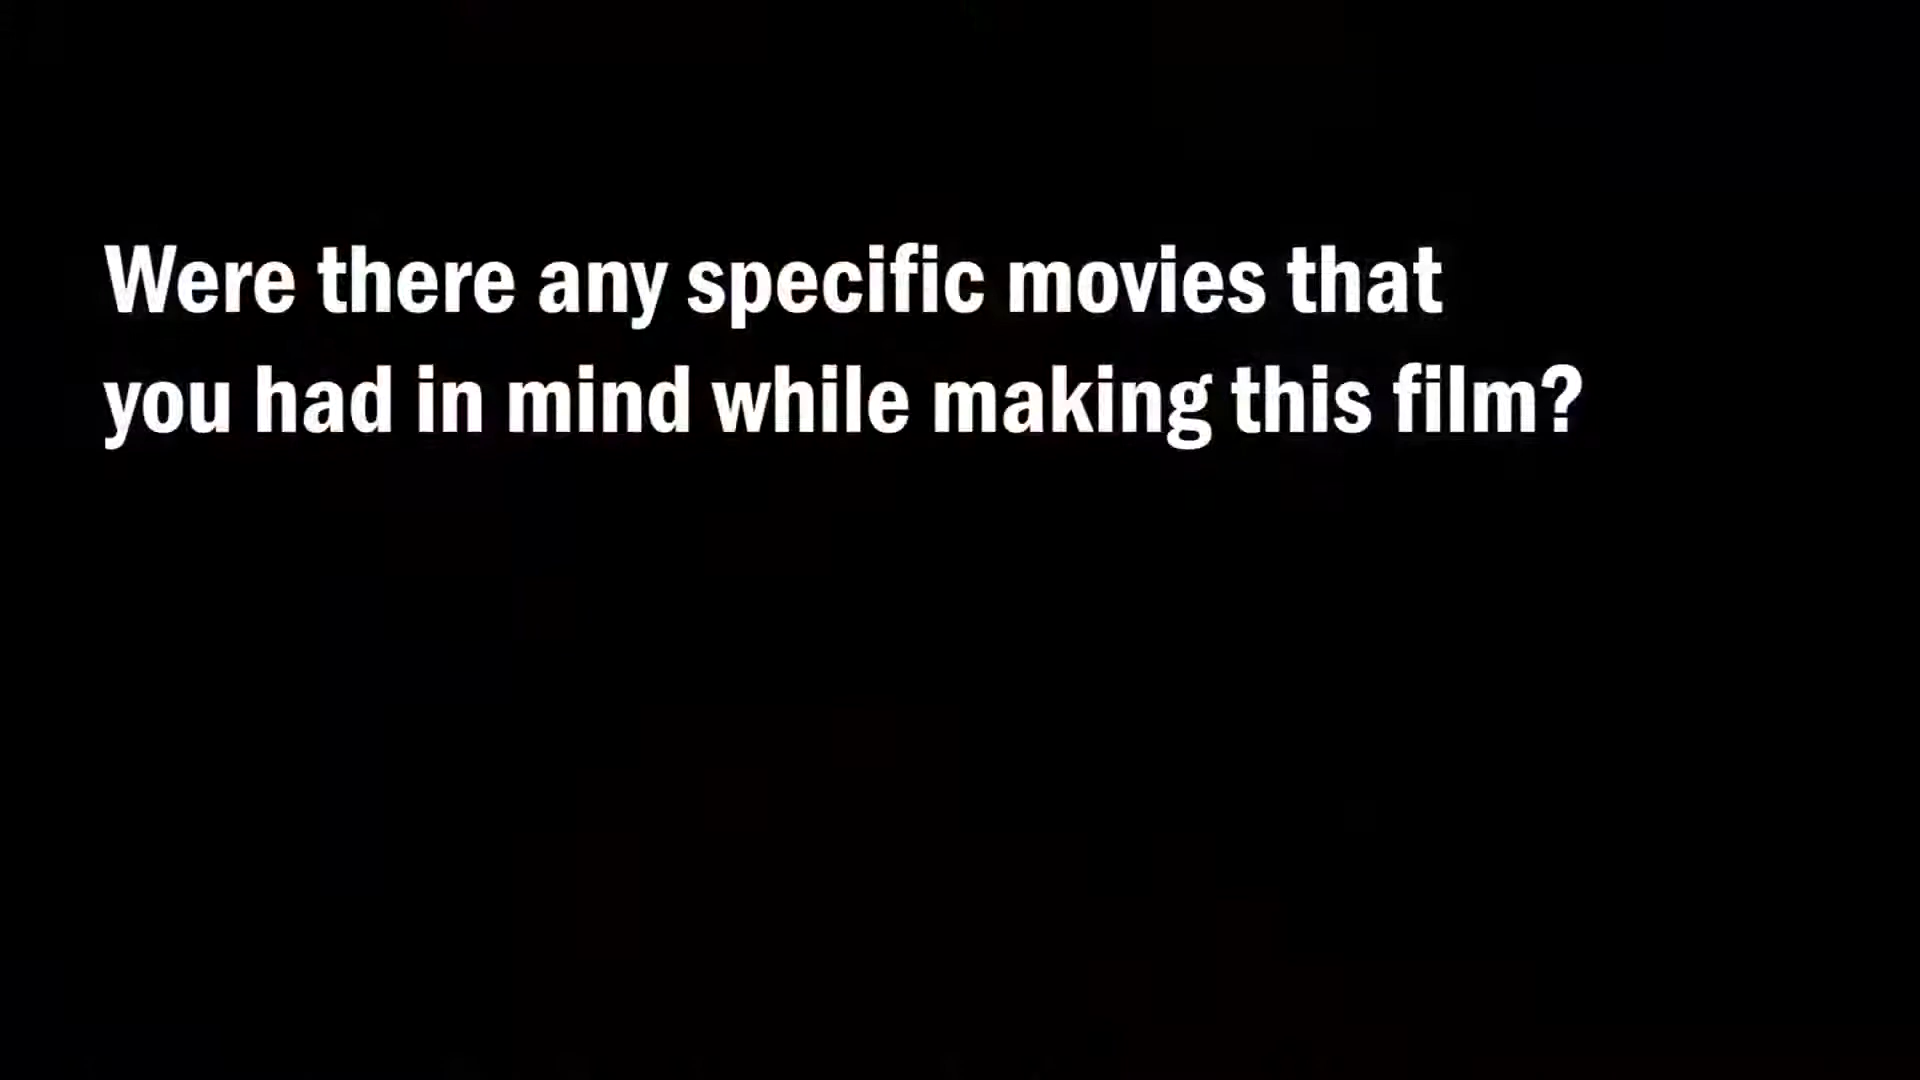 Were there any specific movies that
you had in mind while making this film?